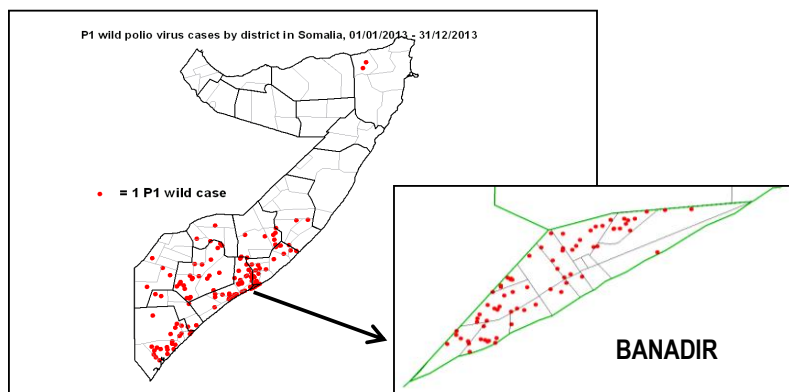 P1 wild polio virus cases by district in Somalia, 01/01/2013 - 31/12/2013
= 1 P1 wild case
BANADIR